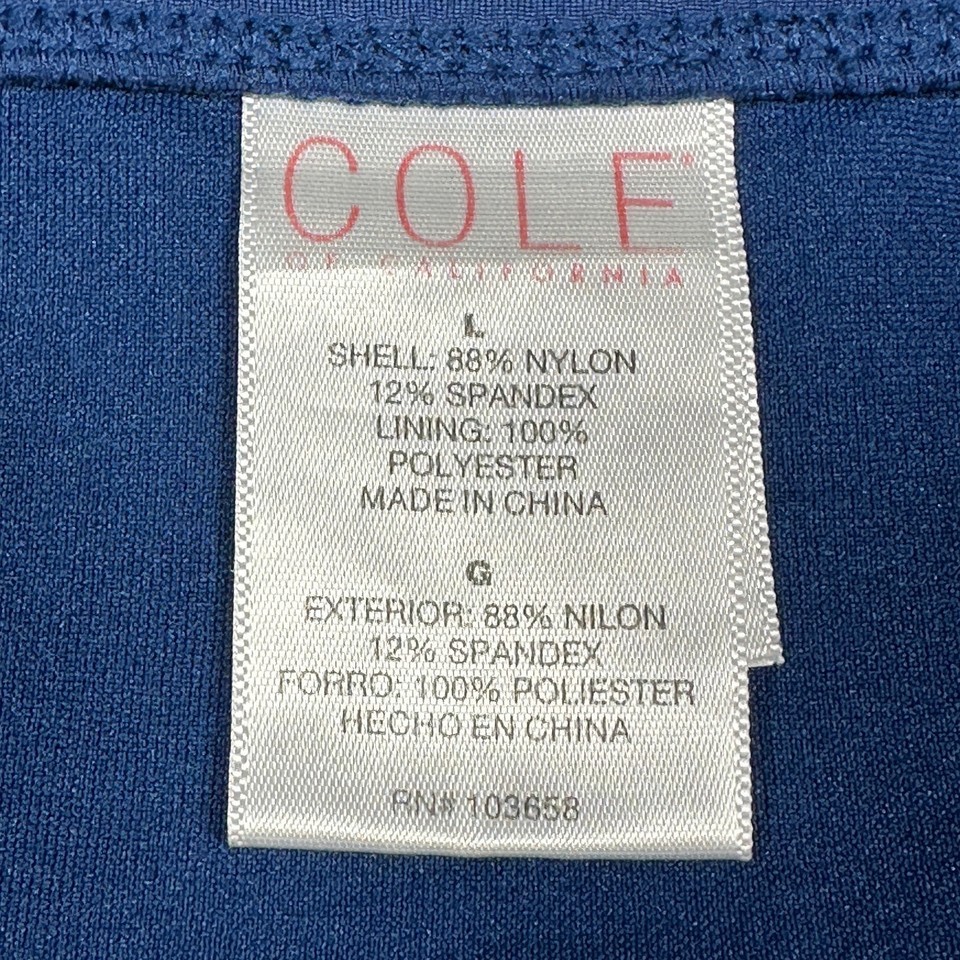 COLE®
OF CALIFORNIA
L
SHELL: 88% NYLON
12% SPANDEX
LINING: 100%
POLYESTER
MADE IN CHINA
G
EXTERIOR: 88% NILON
12% SPANDEX
FORRO: 100% POLIESTER
HECHO EN CHINA
RN# 103658